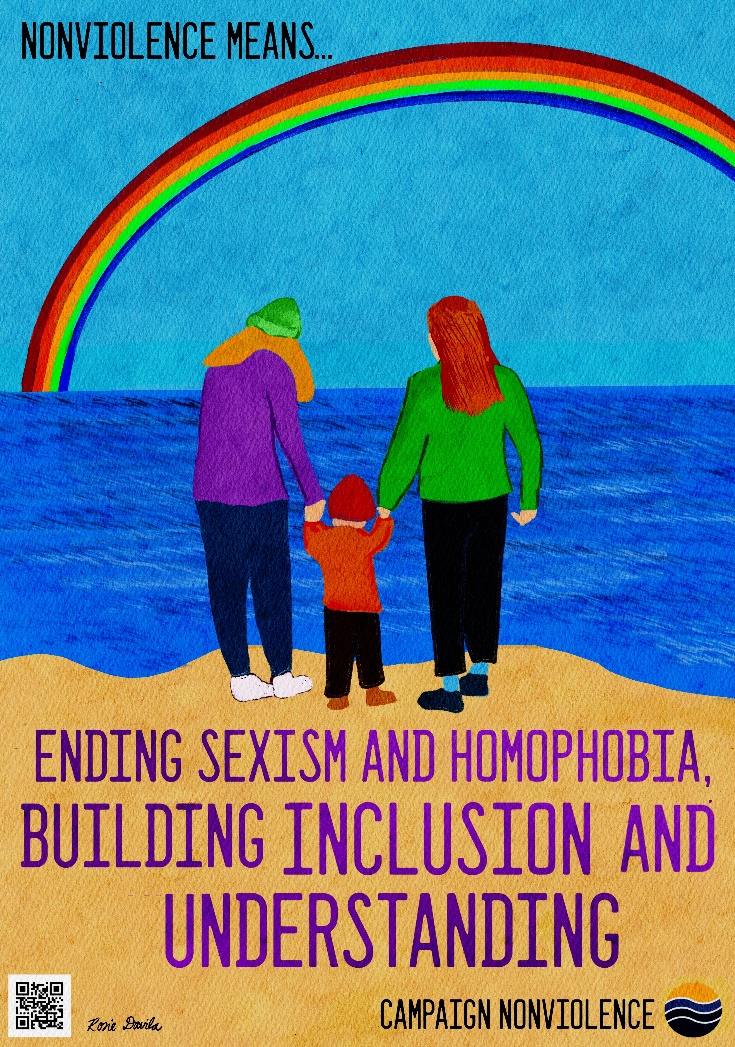 NONVIOLENCE MEANS...
ENDING SEXISM AND HOMOPHOBIA,
BUILDING INCLUSION AND
UNDERSTANDING
Rosie Davila
CAMPAIGN NONVIOLENCE